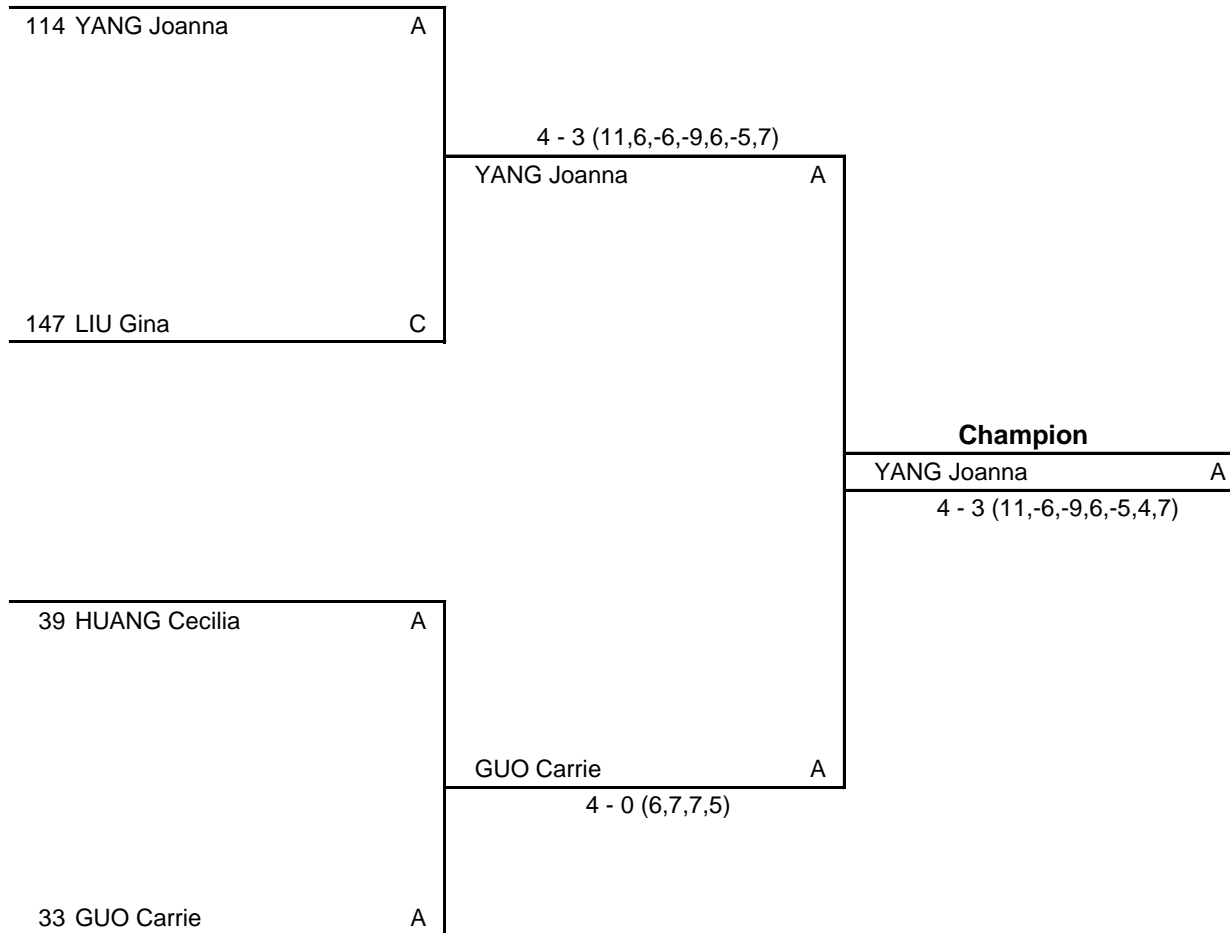 114 YANG Joanna A
4 - 3 (11,6,-6,-9,6,-5,7)
YANG Joanna A
147 LIU Gina C
Champion
YANG Joanna A
4 - 3 (11,-6,-9,6,-5,4,7)
39 HUANG Cecilia A
GUO Carrie A
4 - 0 (6,7,7,5)
33 GUO Carrie A